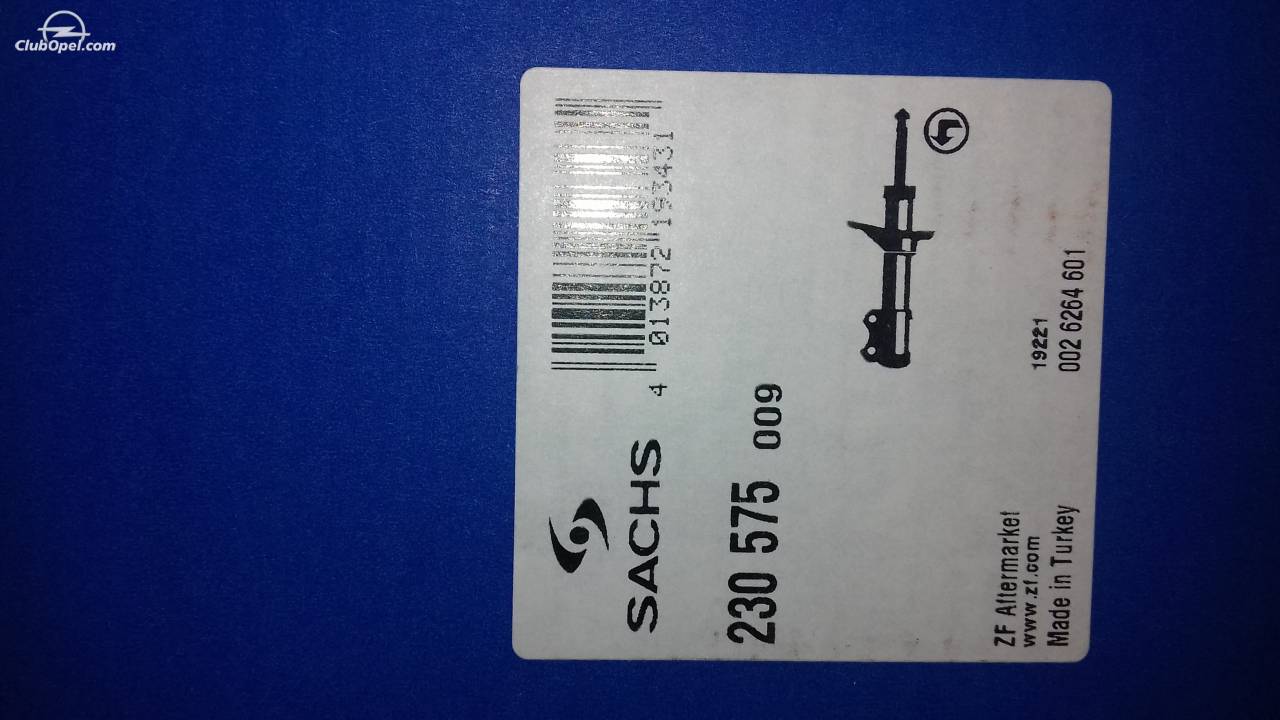 ClubOpel.com
SACHS
4 013872 193431
230 575 009
ZF Aftermarket
www.zf.com
19221
Made in Turkey
002 6264 601